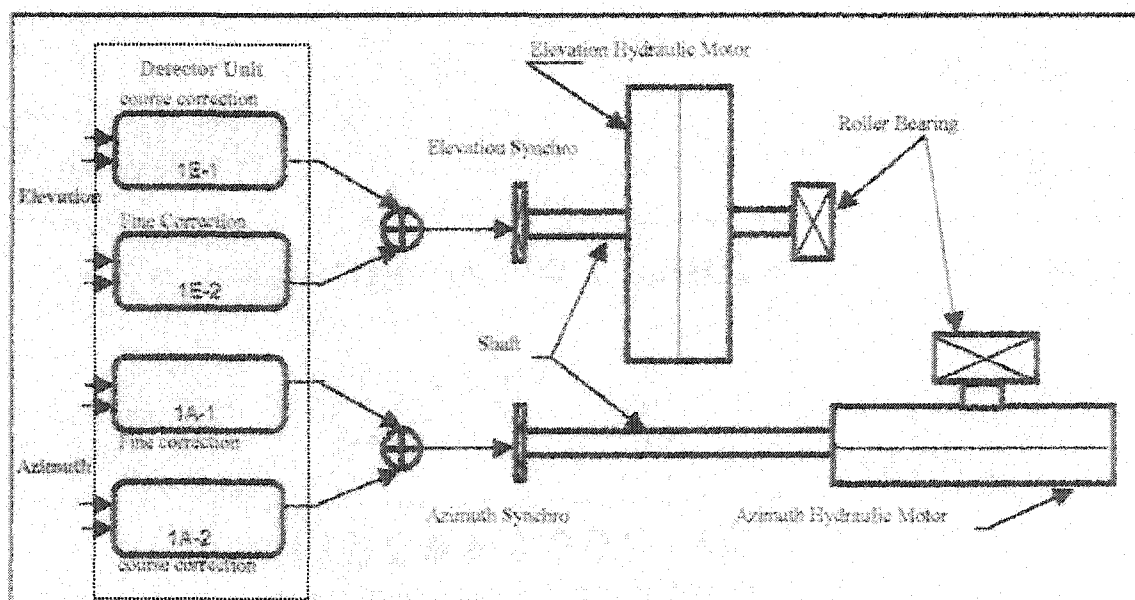 Elevation Hydraulic Motor
Detector Unit
course correction
Roller Bearing
1E-1
Elevation Synchro
Elevation
Fine Correction
1E-2
Shaft
1A-1
Fine correction
Azimuth
Azimuth Synchro
Azimuth Hydraulic Motor
1A-2
course correction